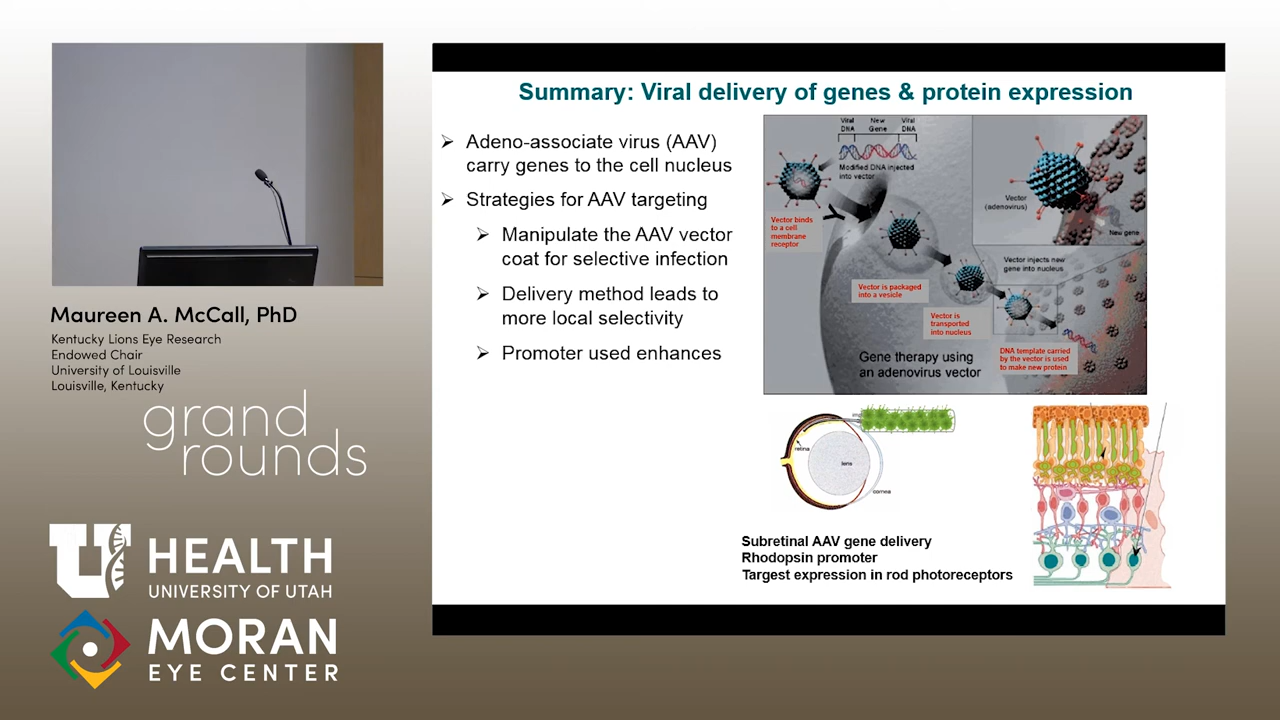 Summary: Viral delivery of genes & protein expression
Adeno-associate virus (AAV)
carry genes to the cell nucleus
Strategies for AAV targeting
Manipulate the AAV vector
coat for selective infection
Delivery method leads to
more local selectivity
Promoter used enhances
Viral
DNA
New
Gene
Viral
DNA
Modified DNA injected
into vector
Vector binds
to a cell
membrane
receptor
Vector is packaged
into a vesicle
Vector is
transported
into nucleus
Vector injects new
gene into nucleus
Vector
(adenovirus)
New gene
DNA template carried
by the vector is used
to make new protein
Gene therapy using
an adenovirus vector
retina
lens
cornea
Subretinal AAV gene delivery
Rhodopsin promoter
Targest expression in rod photoreceptors
Maureen A. McCall, PhD
Kentucky Lions Eye Research
Endowed Chair
University of Louisville
Louisville, Kentucky
grand
rounds
U HEALTH
UNIVERSITY OF UTAH
MORAN
EYE CENTER